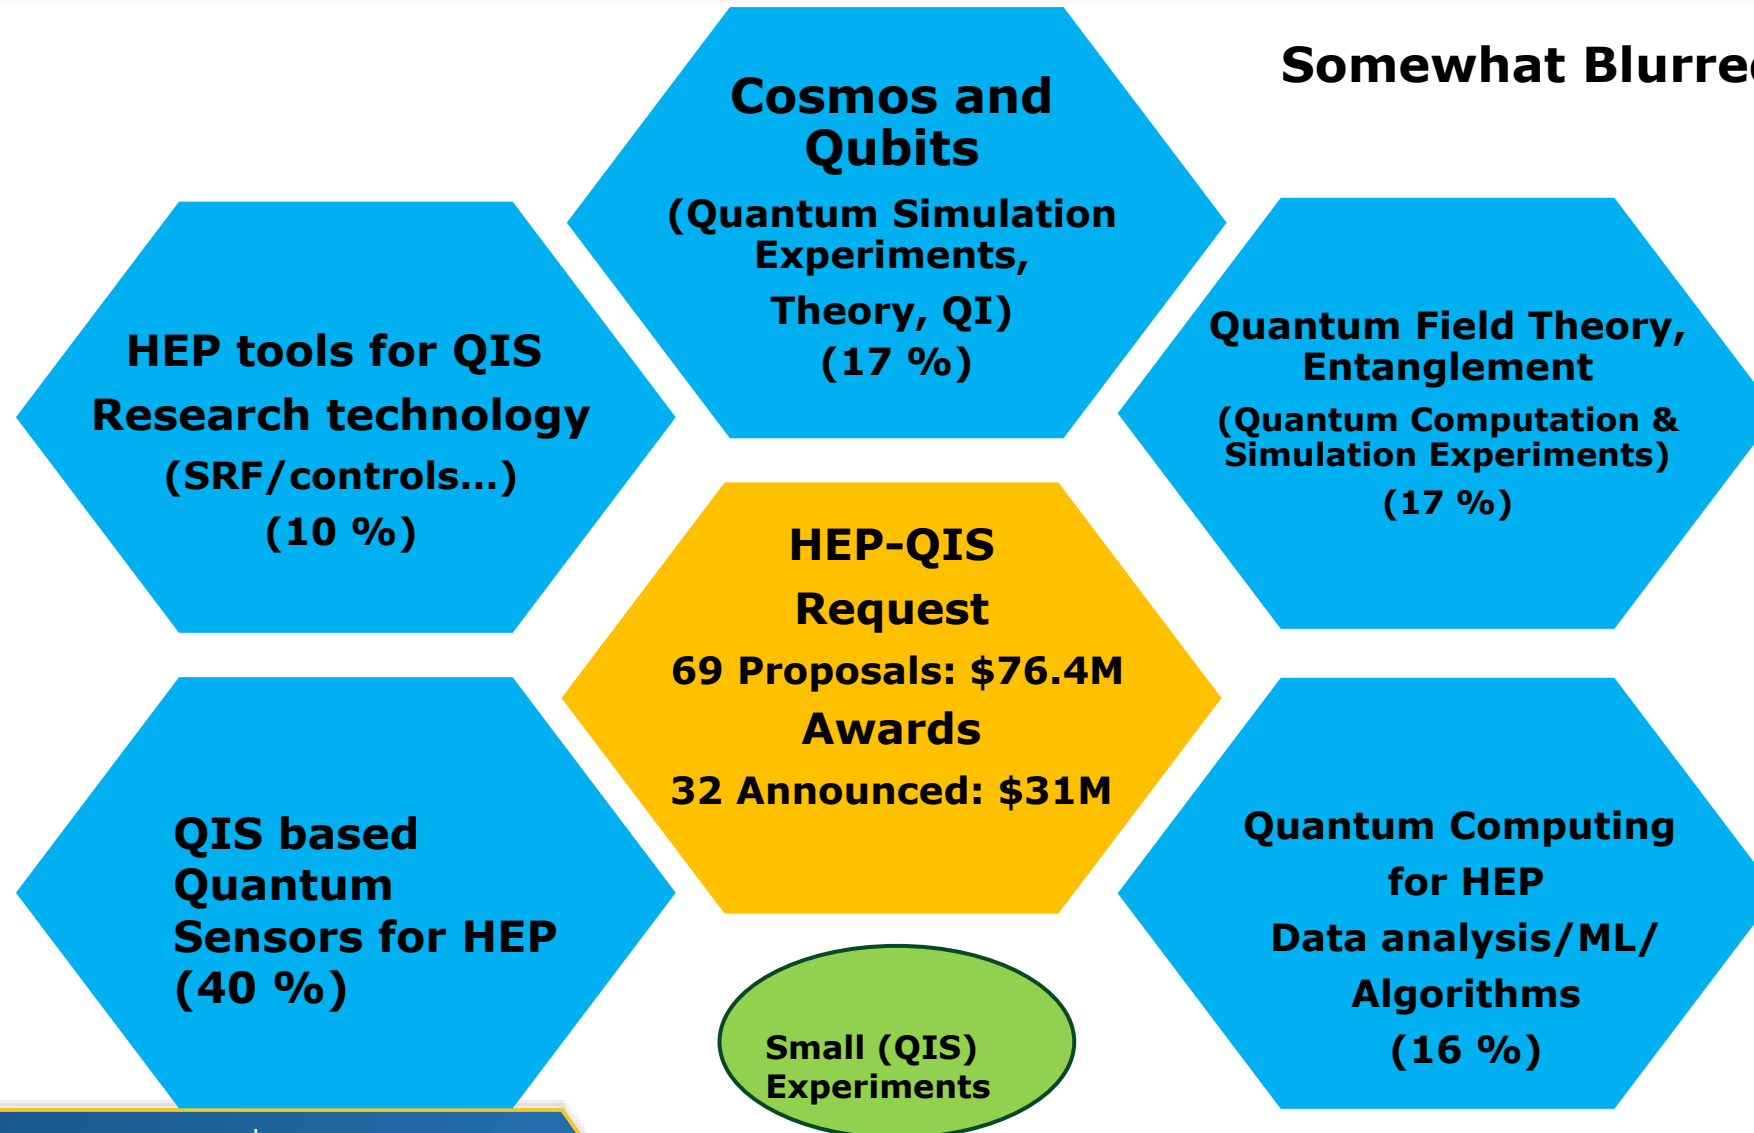 Somewhat Blurred
Cosmos and
Qubits
(Quantum Simulation
Experiments,
Theory, QI)
(17 %)
HEP tools for QIS
Research technology
(SRF/controls...)
(10 %)
Quantum Field Theory,
Entanglement
(Quantum Computation &
Simulation Experiments)
(17 %)
HEP-QIS
Request
69 Proposals: $76.4M
Awards
32 Announced: $31M
QIS based
Quantum
Sensors for HEP
(40 %)
Quantum Computing
for HEP
Data analysis/ML/
Algorithms
(16 %)
Small (QIS)
Experiments